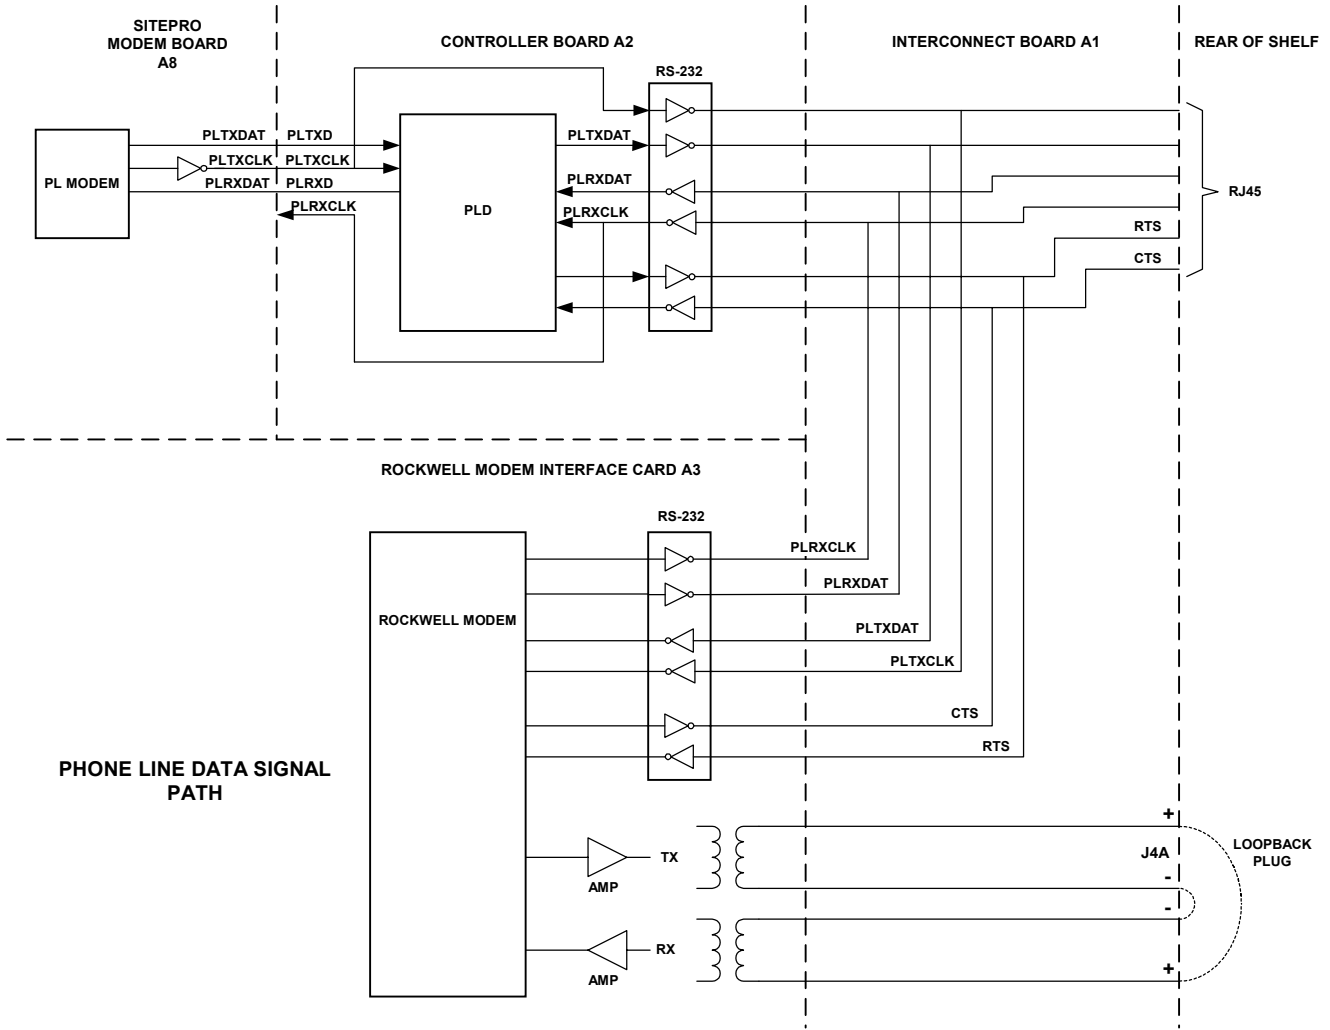 SITEPRO
MODEM BOARD
A8
CONTROLLER BOARD A2
INTERCONNECT BOARD A1
REAR OF SHELF
RS-232
PLTXDAT
PLTXD
PLTXDAT
PL MODEM
PLTXCLK
PLTXCLK
PLRXDAT
PLRXD
PLRXDAT
PLRXCLK
PLD
PLRXCLK
RJ45
RTS
CTS
ROCKWELL MODEM INTERFACE CARD A3
RS-232
PLRXCLK
PLRXDAT
ROCKWELL MODEM
PLTXDAT
PLTXCLK
CTS
RTS
PHONE LINE DATA SIGNAL
PATH
+
TX
J4A
LOOPBACK
PLUG
AMP
-
-
RX
+
AMP